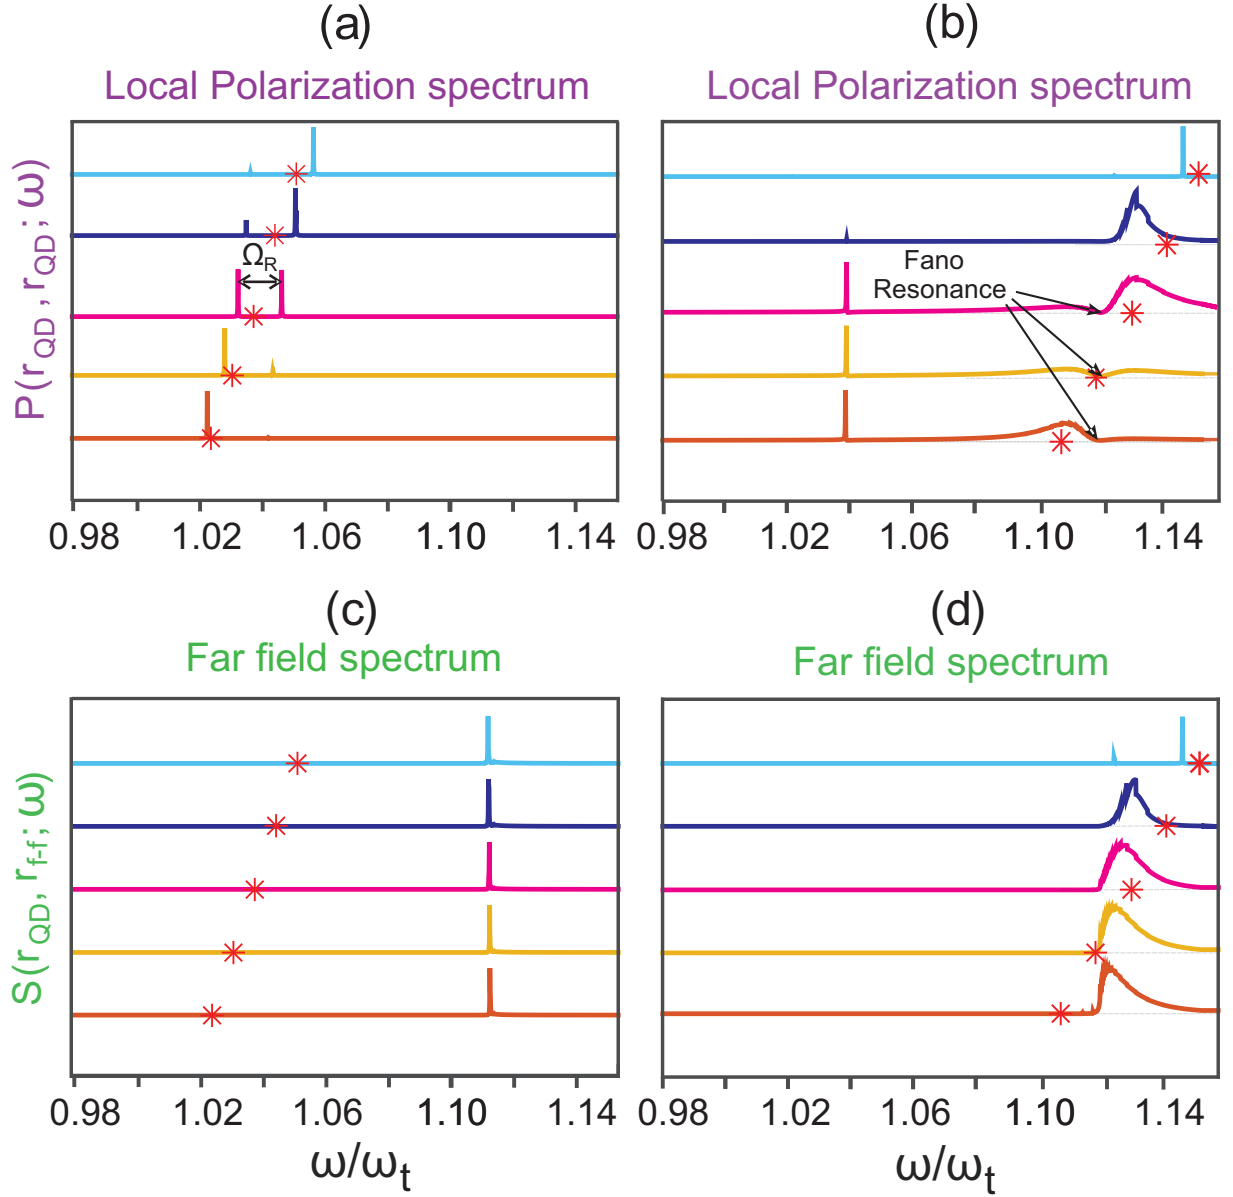 (a)
Local Polarization spectrum
P(r_QD , r_QD ; ω)
Ω_R
0.98 1.02 1.06 1.10 1.14
(b)
Local Polarization spectrum
Fano
Resonance
0.98 1.02 1.06 1.10 1.14
(c)
Far field spectrum
S(r_QD, r_f-f; ω)
0.98 1.02 1.06 1.10 1.14
ω/ω_t
(d)
Far field spectrum
0.98 1.02 1.06 1.10 1.14
ω/ω_t